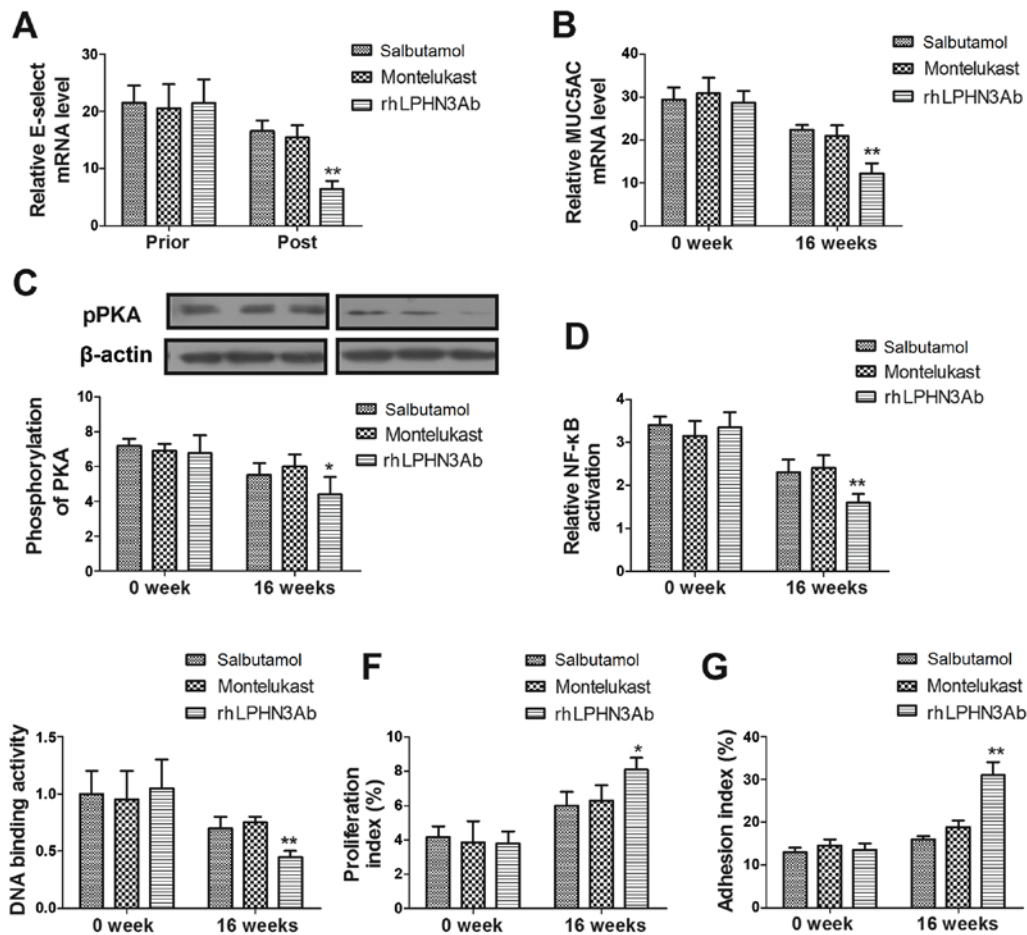 A
Relative E-select
mRNA level
30
20
10
0
Salbutamol
Montelukast
rhLPHN3Ab
**
Prior
Post
B
Relative MUC5AC
mRNA level
40
30
20
10
0
Salbutamol
Montelukast
rhLPHN3Ab
**
0 week
16 weeks
C
pPKA
β-actin
Phosphorylation
of PKA
8
6
4
2
0
Salbutamol
Montelukast
rhLPHN3Ab
*
0 week
16 weeks
D
Relative NF-κB
activation
4
3
2
1
0
Salbutamol
Montelukast
rhLPHN3Ab
**
0 week
16 weeks
DNA binding activity
1.5
1.0
0.5
0.0
Salbutamol
Montelukast
rhLPHN3Ab
**
0 week
16 weeks
F
Proliferation
index (%)
10
8
6
4
2
0
Salbutamol
Montelukast
rhLPHN3Ab
*
0 week
16 weeks
G
Adhesion index (%)
40
30
20
10
0
Salbutamol
Montelukast
rhLPHN3Ab
**
0 week
16 weeks